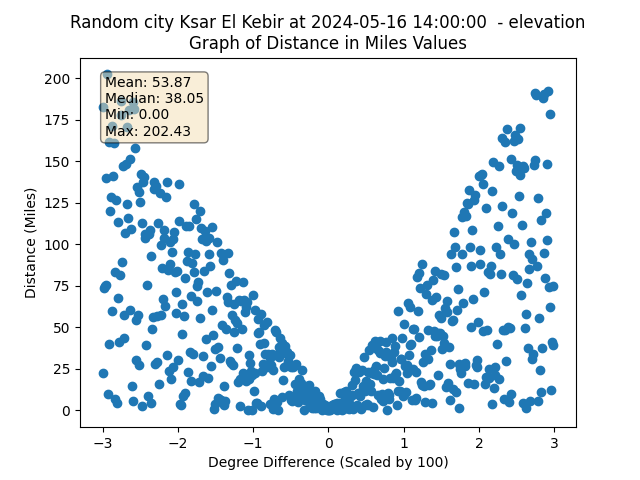 Random city Ksar El Kebir at 2024-05-16 14:00:00  - elevation
Graph of Distance in Miles Values
Mean: 53.87
Median: 38.05
Min: 0.00
Max: 202.43
Distance (Miles)
200
175
150
125
100
75
50
25
0
−3 −2 −1 0 1 2 3
Degree Difference (Scaled by 100)